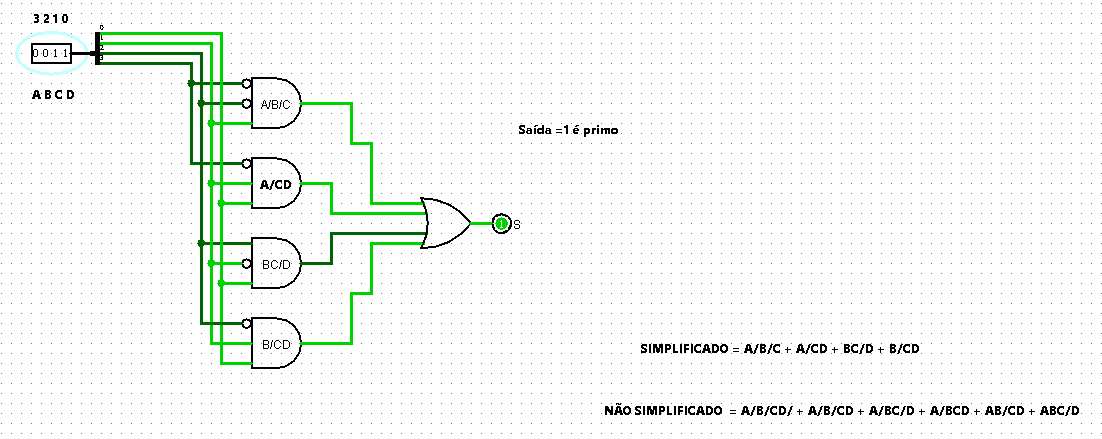 3 2 1 0
0
1
2
3
0 0 1 1
A B C D
A/B/C
Saída =1 é primo
A/CD
1
S
BC/D
B/CD
SIMPLIFICADO = A/B/C + A/CD + BC/D + B/CD
NÃO SIMPLIFICADO = A/B/CD/ + A/B/CD + A/BC/D + A/BCD + AB/CD + ABC/D